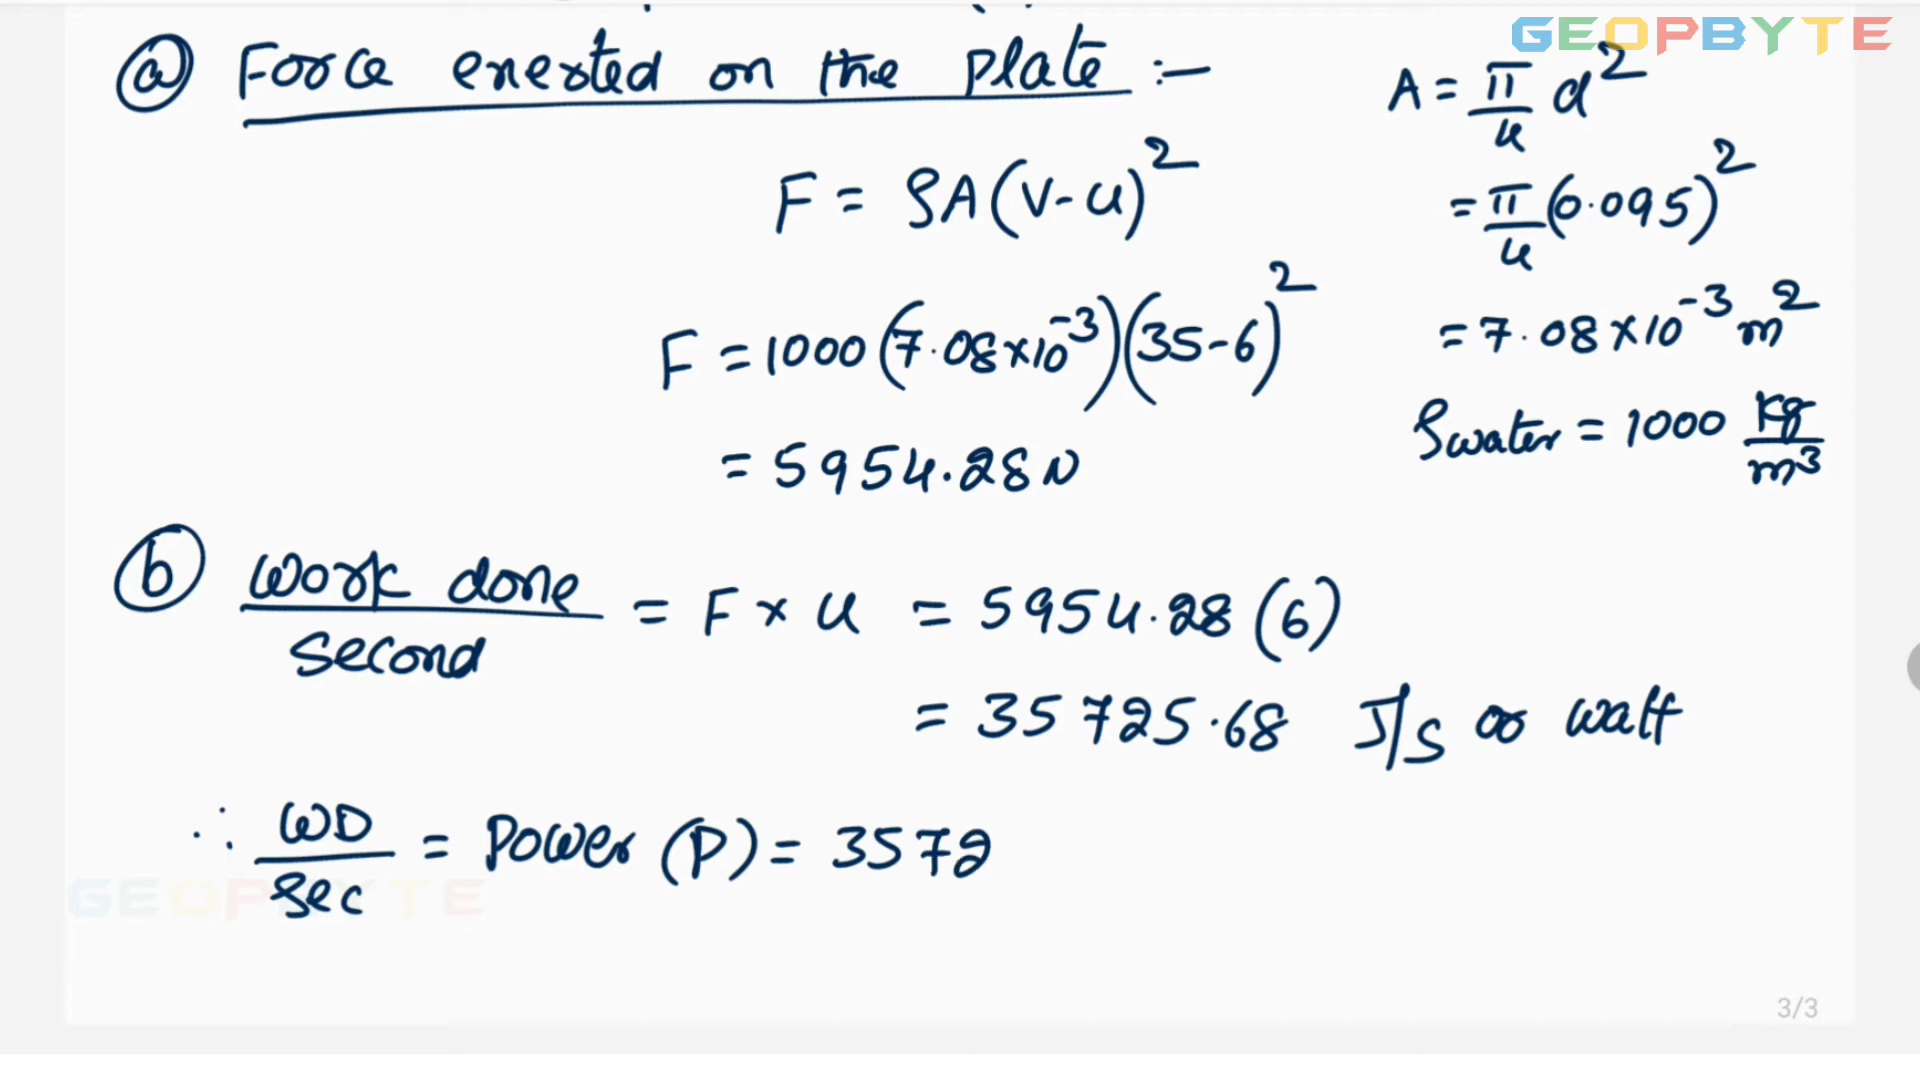 GEOPBYTE
ⓐ Force exerted on the plate :-
A = π/4 d²
F = ρA(V-u)²
= π/4 (0.095)²
F = 1000 (7.08×10⁻³)(35-6)²
= 7.08×10⁻³ m²
ρwater = 1000 kg/m³
= 5954.28 N
ⓑ work done/second = F × u = 5954.28 (6)
= 35725.68 J/s or watt
∴ WD/sec = Power (P) = 3572
GEOPBYTE
3/3